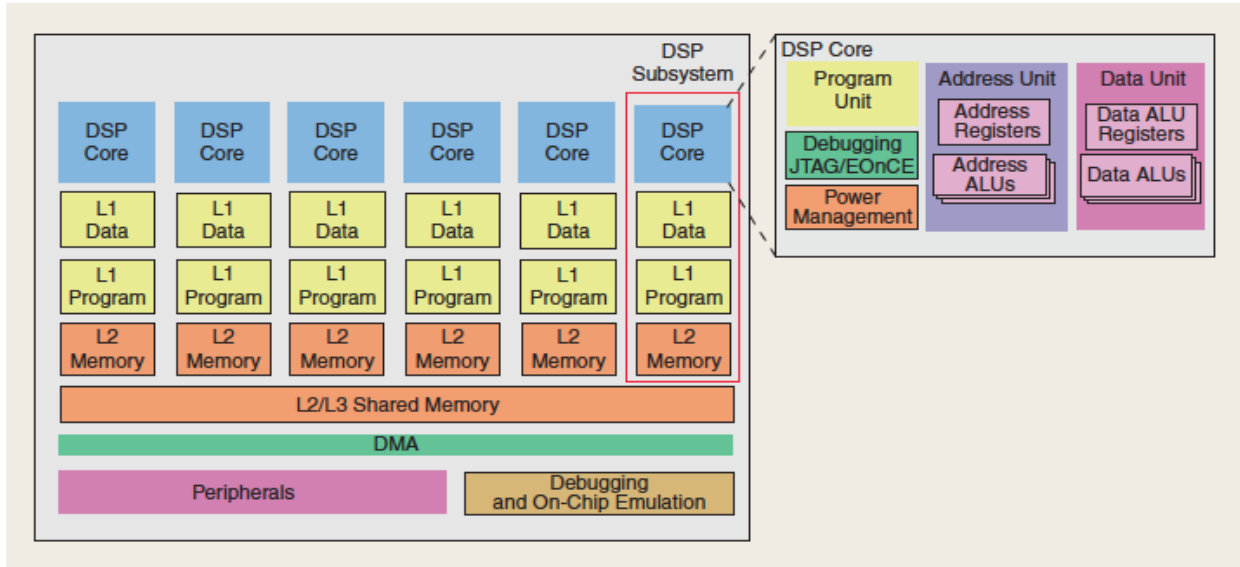 DSP
Subsystem
DSP
Core
DSP
Core
DSP
Core
DSP
Core
DSP
Core
DSP
Core
L1
Data
L1
Data
L1
Data
L1
Data
L1
Data
L1
Data
L1
Program
L1
Program
L1
Program
L1
Program
L1
Program
L1
Program
L2
Memory
L2
Memory
L2
Memory
L2
Memory
L2
Memory
L2
Memory
L2/L3 Shared Memory
DMA
Peripherals
Debugging
and On-Chip Emulation
DSP Core
Program
Unit
Debugging
JTAG/EOnCE
Power
Management
Address Unit
Address
Registers
Address
ALUs
Data Unit
Data ALU
Registers
Data ALUs